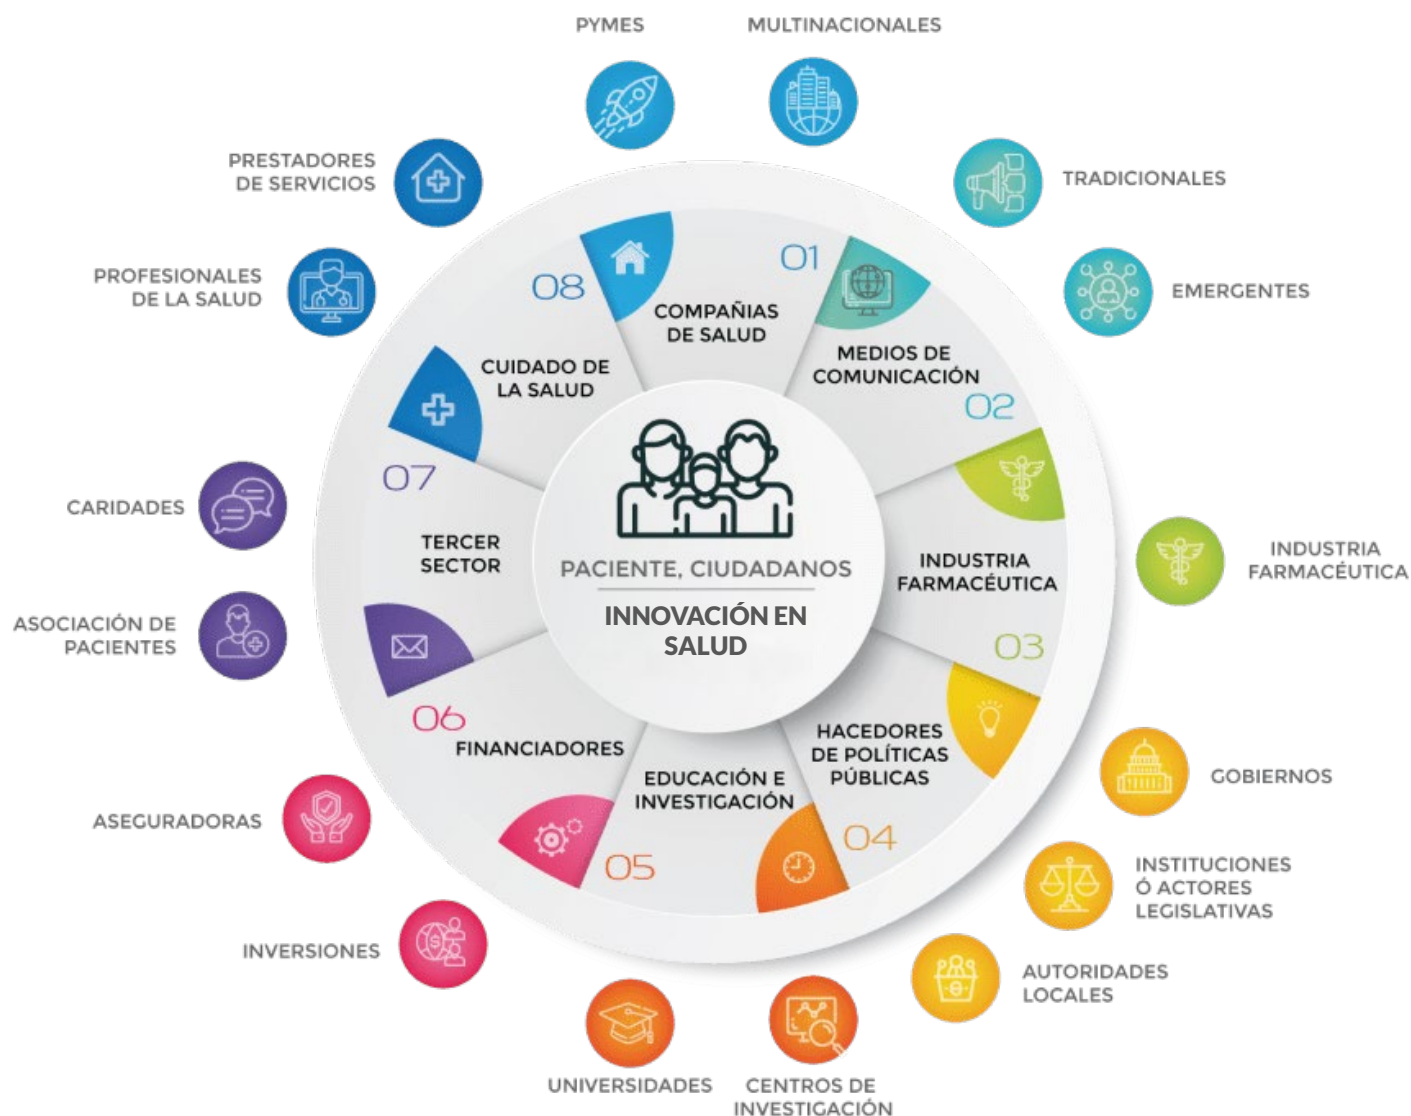 PYMES
MULTINACIONALES
PRESTADORES
DE SERVICIOS
TRADICIONALES
PROFESIONALES
DE LA SALUD
EMERGENTES
01
COMPAÑIAS
DE SALUD
MEDIOS DE
COMUNICACIÓN
02
INDUSTRIA
FARMACÉUTICA
03
INDUSTRIA
FARMACÉUTICA
HACEDORES
DE POLÍTICAS
PÚBLICAS
04
GOBIERNOS
INSTITUCIONES
Ó ACTORES
LEGISLATIVAS
AUTORIDADES
LOCALES
EDUCACIÓN E
INVESTIGACIÓN
05
UNIVERSIDADES
CENTROS DE
INVESTIGACIÓN
06
FINANCIADORES
ASEGURADORAS
INVERSIONES
07
TERCER
SECTOR
CARIDADES
ASOCIACIÓN DE
PACIENTES
08
CUIDADO DE
LA SALUD
PACIENTE, CIUDADANOS
INNOVACIÓN EN
SALUD